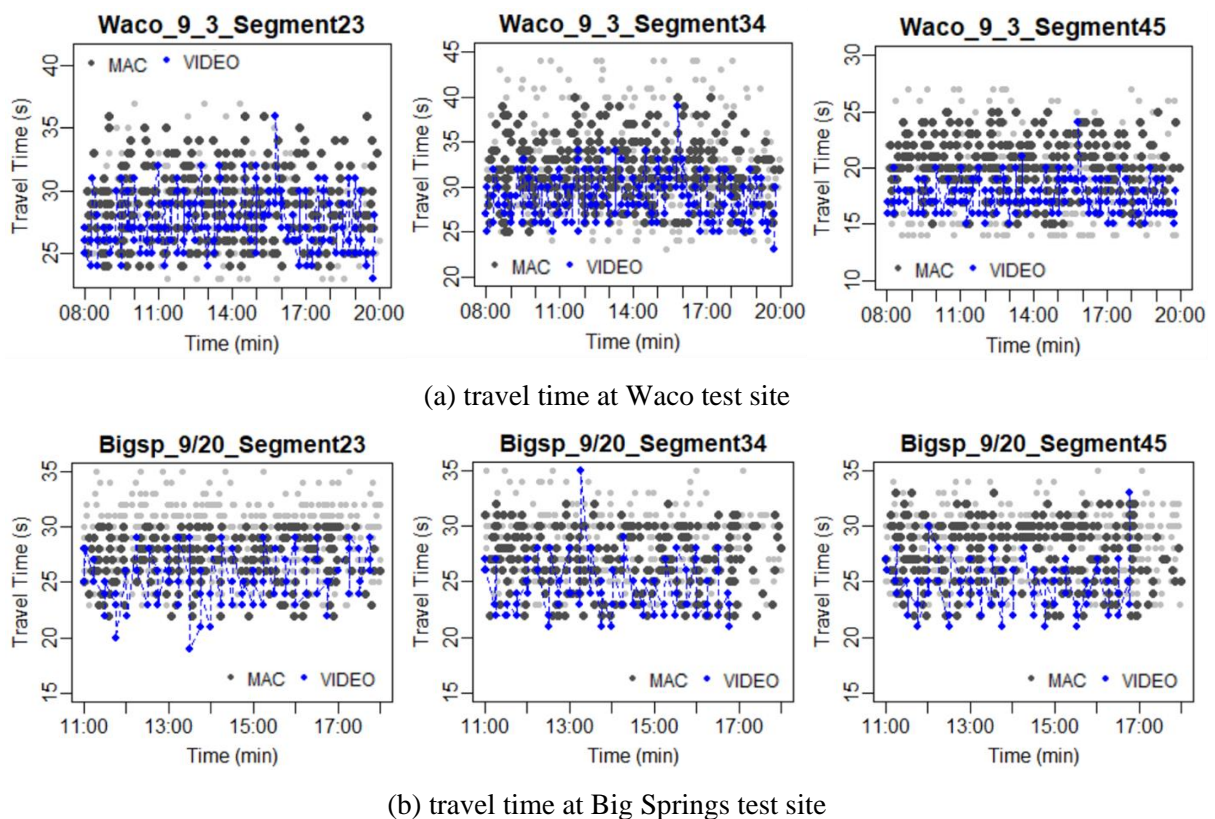 Waco_9_3_Segment23 Waco_9_3_Segment34 Waco_9_3_Segment45
MAC VIDEO
Travel Time (s)
25 30 35 40
08:00 11:00 14:00 17:00 20:00
Time (min)
MAC VIDEO
Travel Time (s)
20 25 30 35 40 45
08:00 11:00 14:00 17:00 20:00
Time (min)
MAC VIDEO
Travel Time (s)
10 15 20 25 30
08:00 11:00 14:00 17:00 20:00
Time (min)
(a) travel time at Waco test site
Bigsp_9/20_Segment23 Bigsp_9/20_Segment34 Bigsp_9/20_Segment45
MAC VIDEO
Travel Time (s)
15 20 25 30 35
11:00 13:00 15:00 17:00
Time (min)
MAC VIDEO
Travel Time (s)
15 20 25 30 35
11:00 13:00 15:00 17:00
Time (min)
MAC VIDEO
Travel Time (s)
15 20 25 30 35
11:00 13:00 15:00 17:00
Time (min)
(b) travel time at Big Springs test site